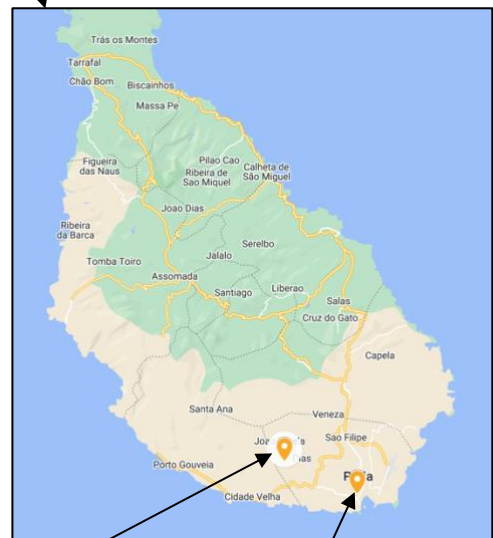 Trás os Montes
Tarrafal
Chão Bom
Biscainhos
Massa Pe
Figueira
das Naus
Pilao Cao
Ribeira de
Sao Miquel
Calheta de
São Miguel
Joao Dias
Ribeira
da Barca
Serelbo
Jalalo
Tomba Toiro
Assomada
Santiago
Liberao
Salas
Cruz do Gato
Capela
Santa Ana
Veneza
Sao Filipe
Porto Gouveia
Cidade Velha